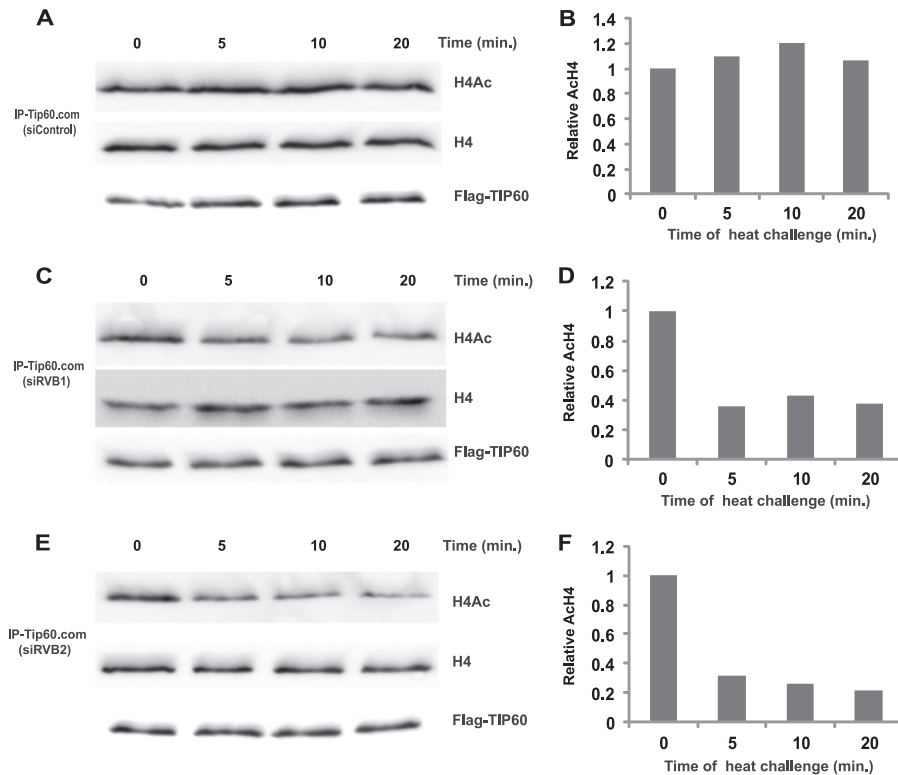 A
0 5 10 20 Time (min.)
IP-Tip60.com
(siControl)
H4Ac
H4
Flag-TIP60
B
Relative AcH4
1.4
1.2
1
0.8
0.6
0.4
0.2
0
0 5 10 20
Time of heat challenge (min.)
C
0 5 10 20 Time (min.)
IP-Tip60.com
(siRVB1)
H4Ac
H4
Flag-TIP60
D
Relative AcH4
1.2
1
0.8
0.6
0.4
0.2
0
0 5 10 20
Time of heat challenge (min.)
E
0 5 10 20 Time (min.)
IP-Tip60.com
(siRVB2)
H4Ac
H4
Flag-TIP60
F
Relative AcH4
1.2
1
0.8
0.6
0.4
0.2
0
0 5 10 20
Time of heat challenge (min.)